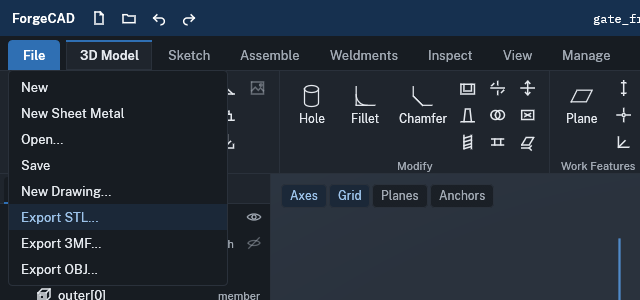 ForgeCAD
File 3D Model Sketch Assemble Weldments Inspect View Manage
New
New Sheet Metal
Open...
Save
New Drawing...
Export STL...
Export 3MF...
Export OBJ...
Hole Fillet Chamfer Plane
Modify Work Features
Axes Grid Planes Anchors
outer[0] member